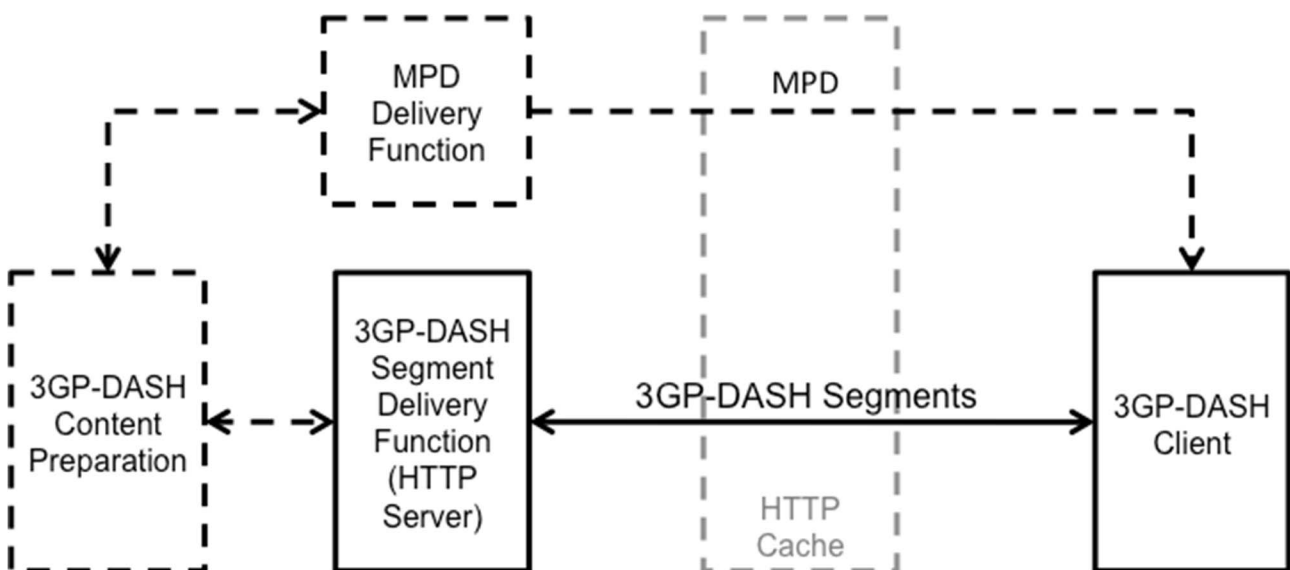 MPD
Delivery
Function
MPD
3GP-DASH
Content
Preparation
3GP-DASH
Segment
Delivery
Function
(HTTP
Server)
3GP-DASH Segments
HTTP
Cache
3GP-DASH
Client